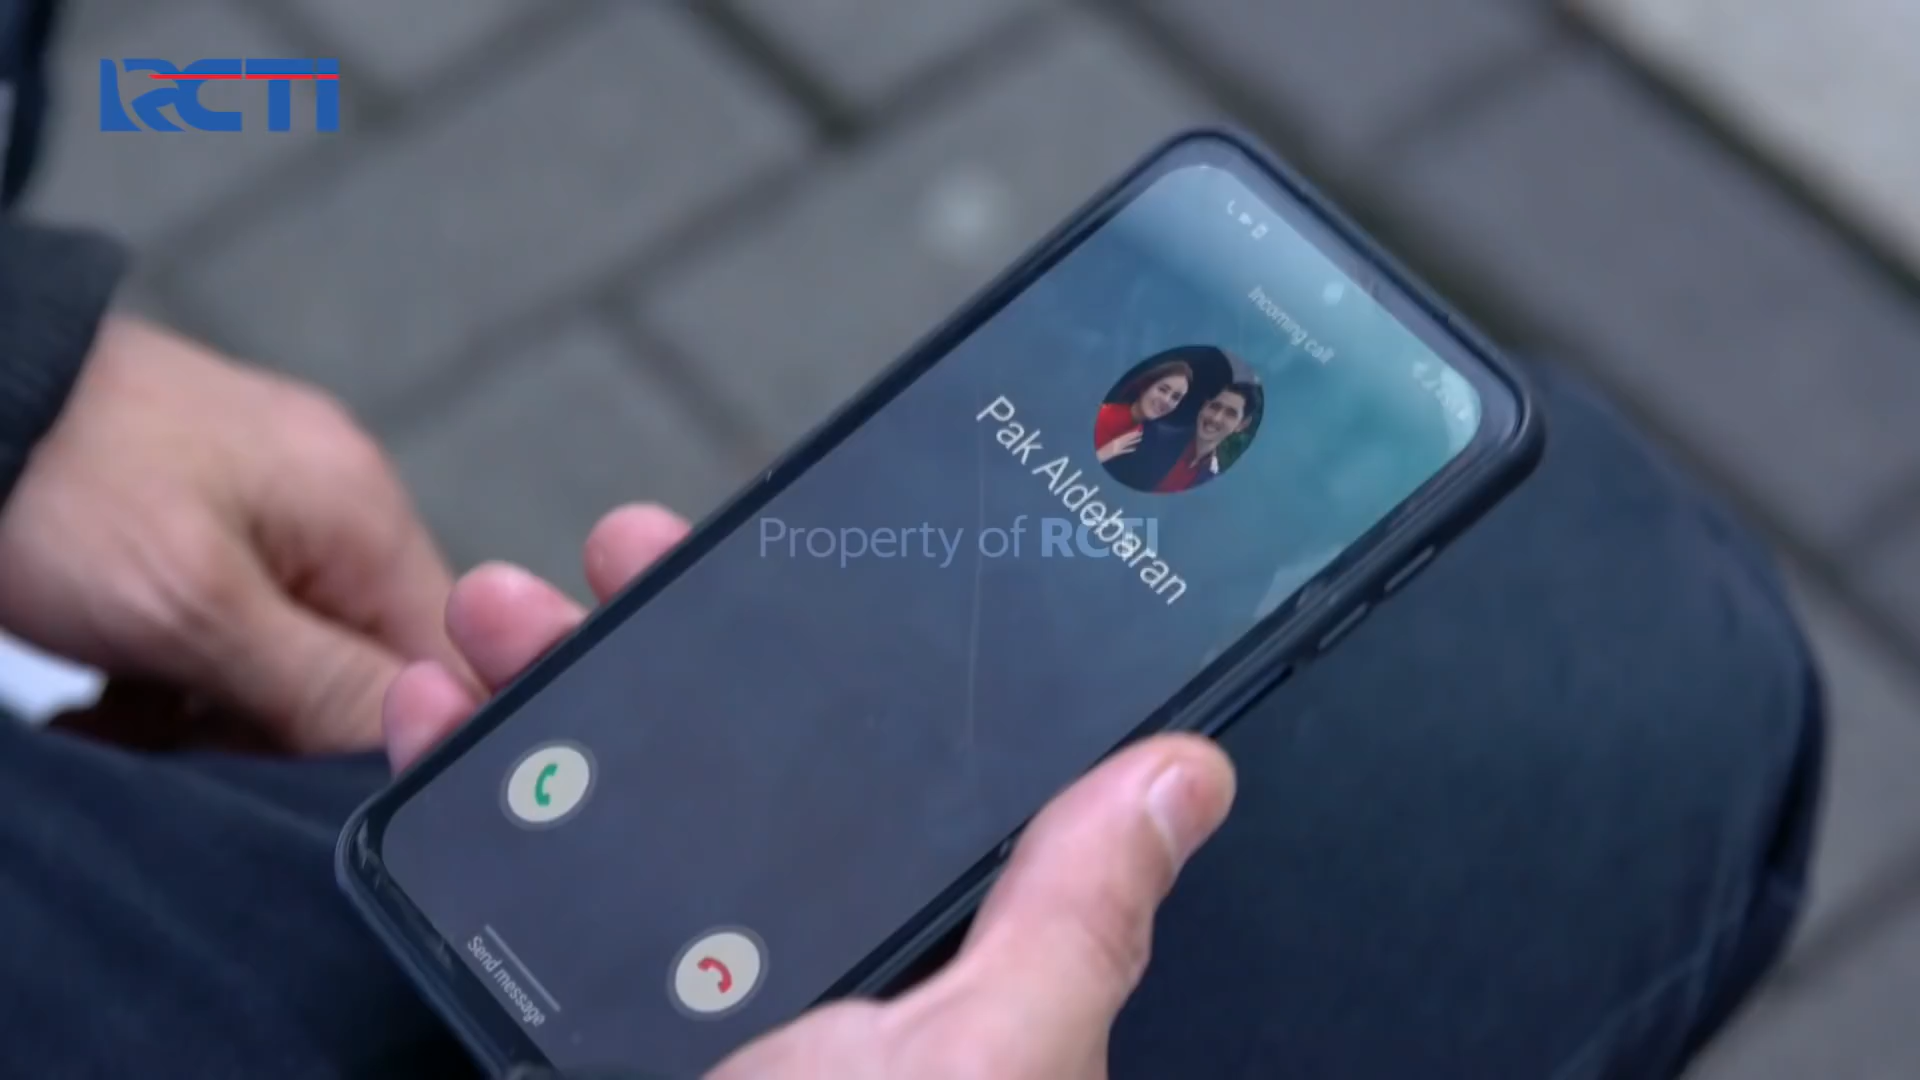 RCTI
Incoming call
Pak Aldebaran
Property of RCTI
Send message